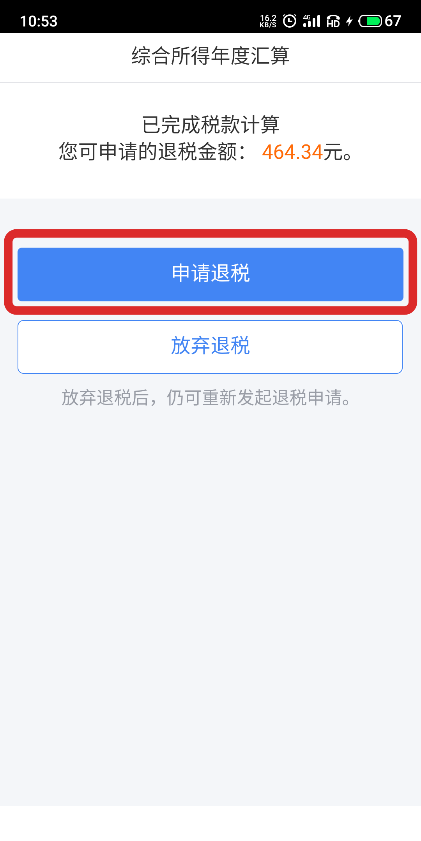 10:53
16.2 KB/S
4G
HD
67
综合所得年度汇算
已完成税款计算
您可申请的退税金额： 464.34元。
申请退税
放弃退税
放弃退税后，仍可重新发起退税申请。